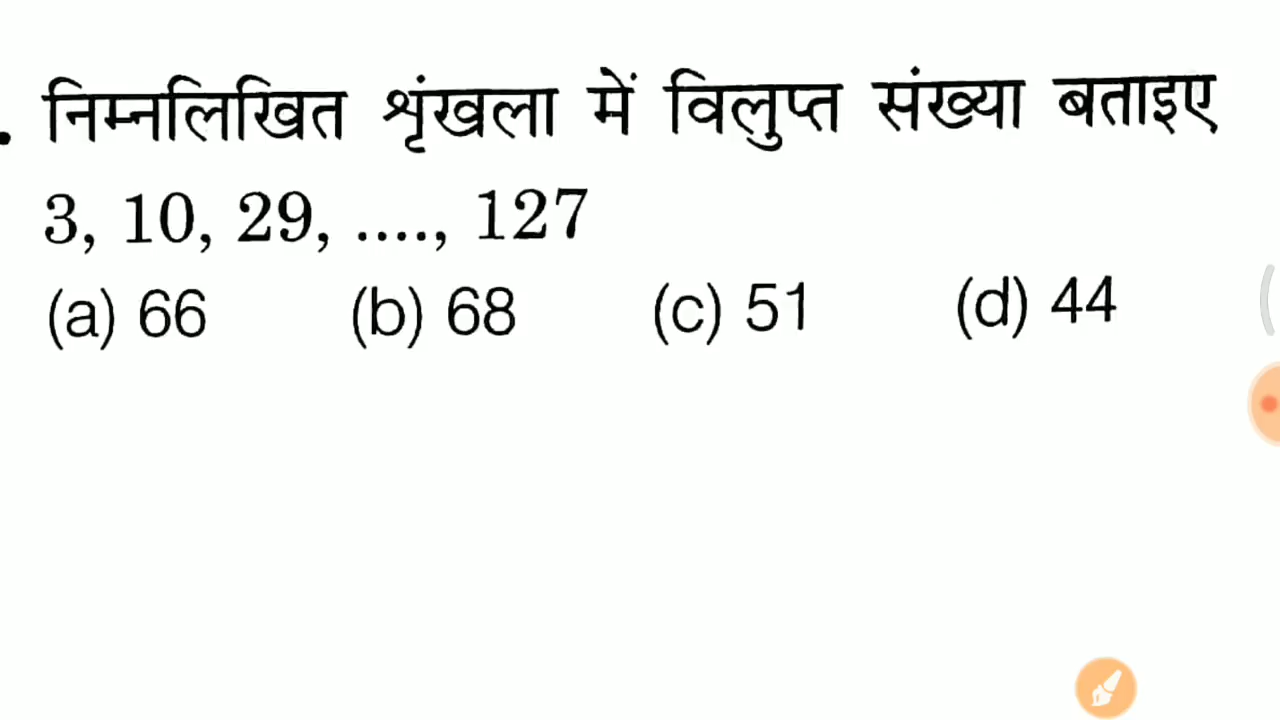 . निम्नलिखित शृंखला में विलुप्त संख्या बताइए
3, 10, 29, ...., 127
(a) 66 (b) 68 (c) 51 (d) 44